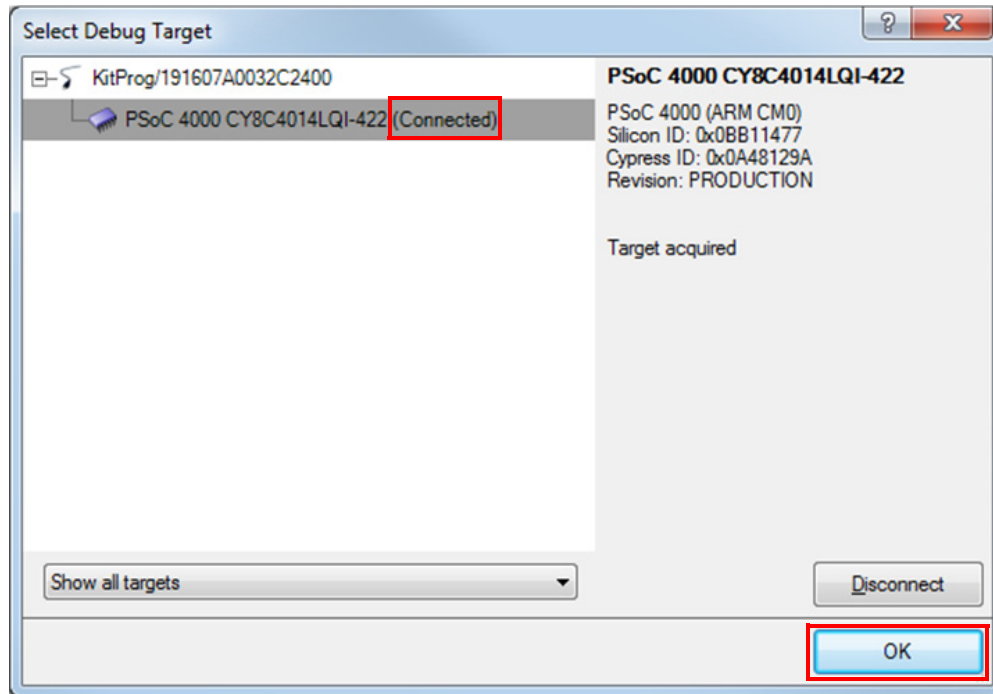 Select Debug Target
KitProg/191607A0032C2400
PSoC 4000 CY8C4014LQI-422 (Connected)
PSoC 4000 CY8C4014LQI-422
PSoC 4000 (ARM CM0)
Silicon ID: 0x0BB11477
Cypress ID: 0x0A48129A
Revision: PRODUCTION
Target acquired
Show all targets
Disconnect
OK